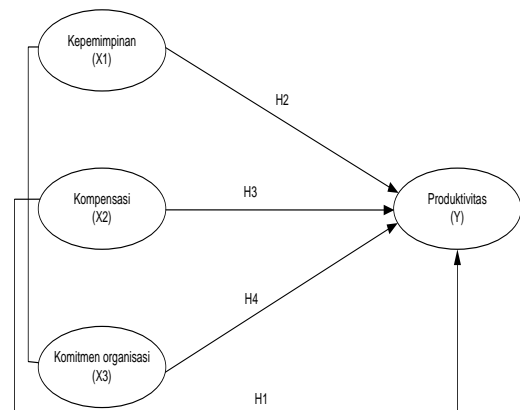 Kepemimpinan
(X1)
H2
Kompensasi
(X2)
H3
Produktivitas
(Y)
H4
Komitmen organisasi
(X3)
H1